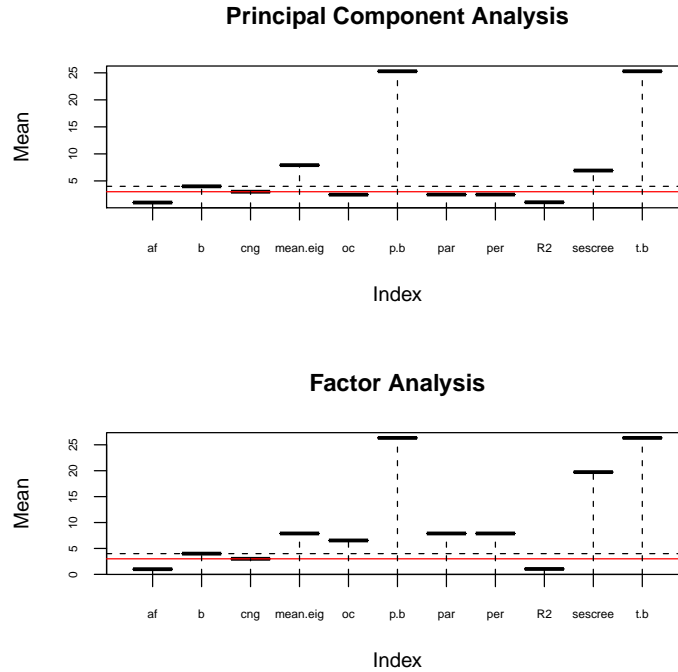 Principal Component Analysis
Mean
25
20
15
10
5
af b cng mean.eig oc p.b par per R2 sescree t.b
Index
Factor Analysis
Mean
25
20
15
10
5
0
af b cng mean.eig oc p.b par per R2 sescree t.b
Index